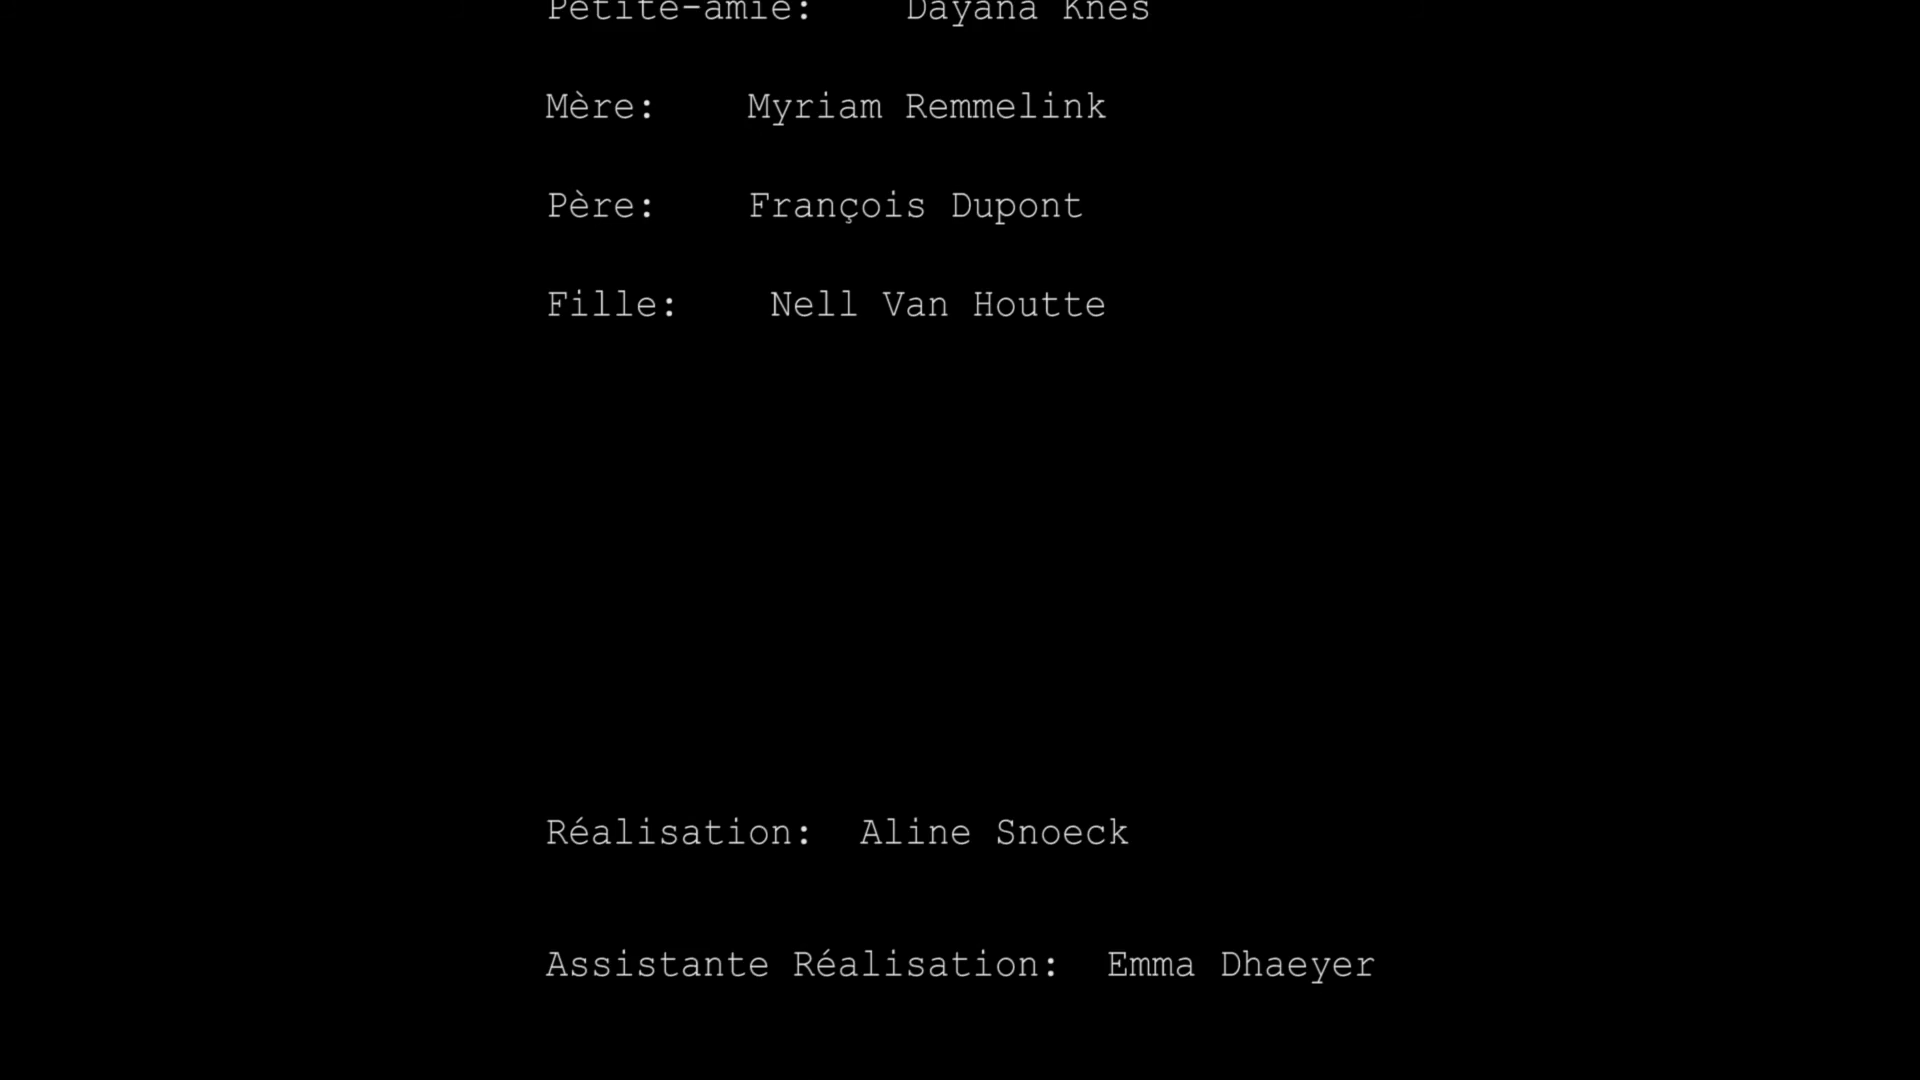 Petite-amie: Dayana Knes
Mère: Myriam Remmelink
Père: François Dupont
Fille: Nell Van Houtte
Réalisation: Aline Snoeck
Assistante Réalisation: Emma Dhaeyer